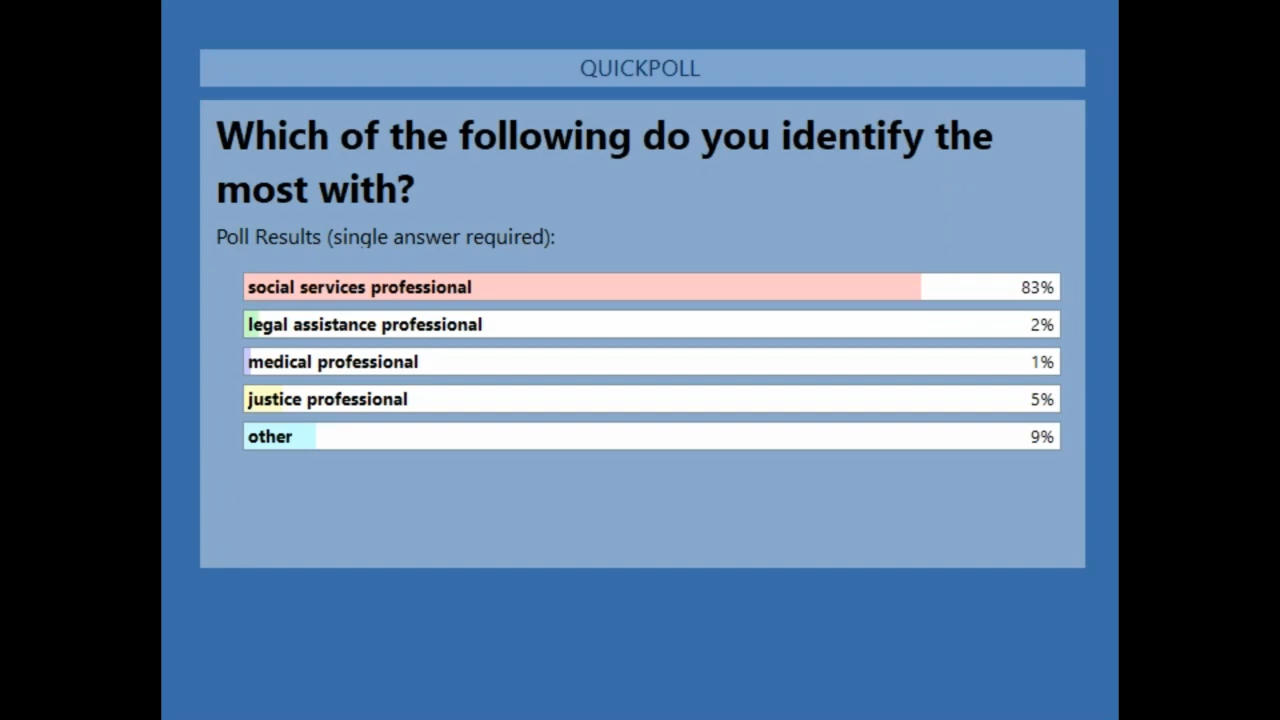 QUICKPOLL
Which of the following do you identify the
most with?
Poll Results (single answer required):
social services professional 83%
legal assistance professional 2%
medical professional 1%
justice professional 5%
other 9%